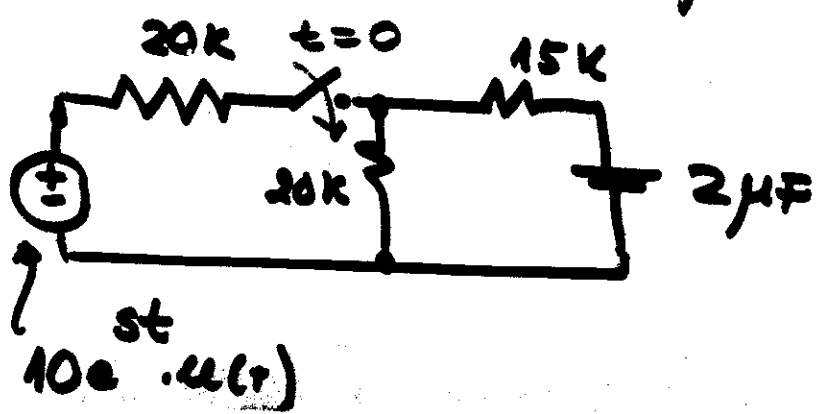 20K t=0 15K
+
-
20K
2μF
10e^st .u(t)